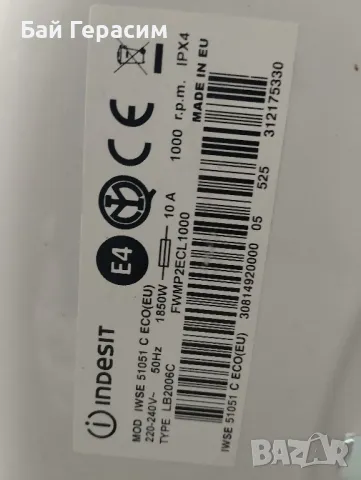 Бай Герасим
INDESIT
E4
MOD IWSE 51051 C ECO(EU)
220-240V~ 50Hz 1850W 10 A 1000 r.p.m. IPX4
TYPE LB2006C FWMP2ECL1000 MADE IN EU
IWSE 51051 C ECO(EU) 30814920000 05 525 312175330
bazar